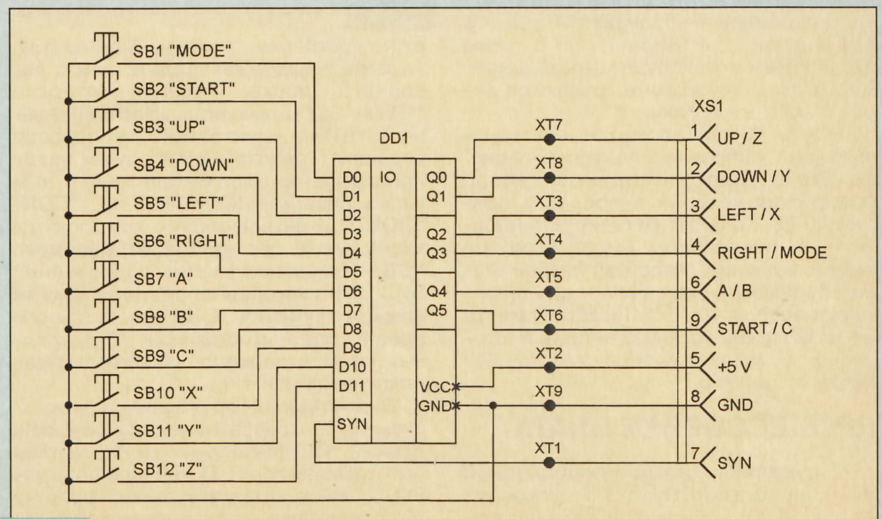 SB1 "MODE"
SB2 "START"
SB3 "UP"
SB4 "DOWN"
SB5 "LEFT"
SB6 "RIGHT"
SB7 "A"
SB8 "B"
SB9 "C"
SB10 "X"
SB11 "Y"
SB12 "Z"
DD1
IO
D0
D1
D2
D3
D4
D5
D6
D7
D8
D9
D10
D11
SYN
Q0
Q1
Q2
Q3
Q4
Q5
VCC
GND
XT7
XT8
XT3
XT4
XT5
XT6
XT2
XT9
XT1
XS1
1 UP / Z
2 DOWN / Y
3 LEFT / X
4 RIGHT / MODE
6 A / B
9 START / C
5 +5 V
8 GND
7 SYN